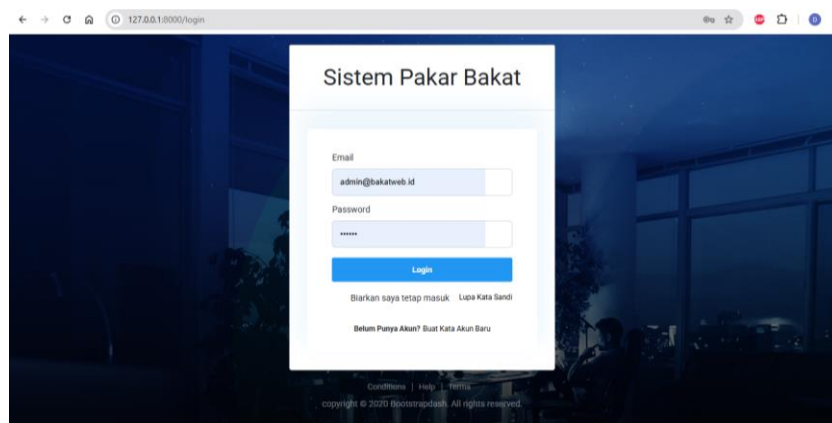 127.0.0.1:8000/login
Sistem Pakar Bakat
Email
admin@bakatweb.id
Password
••••••
Login
Biarkan saya tetap masuk Lupa Kata Sandi
Belum Punya Akun? Buat Kata Akun Baru
Conditions | Help | Terms
copyright © 2020 Bootstrapdash. All rights reserved.